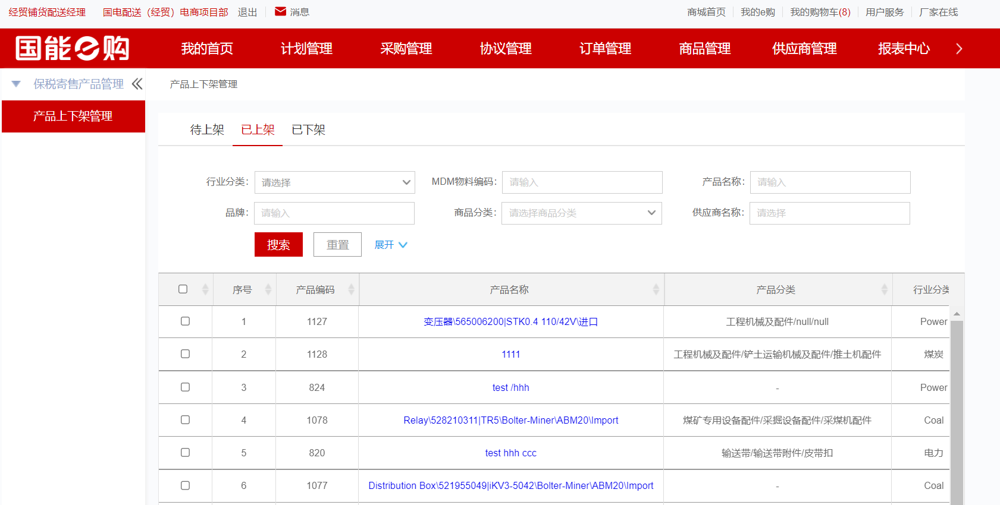 经贸铺货配送经理 国电配送（经贸）电商项目部 退出 消息 商城首页 我的e购 我的购物车(8) 用户服务 厂家在线
国能e购 我的首页 计划管理 采购管理 协议管理 订单管理 商品管理 供应商管理 报表中心
保税寄售产品管理 产品上下架管理
产品上下架管理
待上架 已上架 已下架
行业分类： 请选择 MDM物料编码： 请输入 产品名称： 请输入
品牌： 请输入 商品分类： 请选择商品分类 供应商名称： 请选择
搜索 重置 展开
序号 产品编码 产品名称 产品分类 行业分类
1 1127 变压器\565006200|STK0.4 110/42V\进口 工程机械及配件/null/null Power
2 1128 1111 工程机械及配件/铲土运输机械及配件/推土机配件 煤炭
3 824 test /hhh - Power
4 1078 Relay\528210311|TR5\Bolter-Miner\ABM20\Import 煤矿专用设备配件/采掘设备配件/采煤机配件 Coal
5 820 test hhh ccc 输送带/输送带附件/皮带扣 电力
6 1077 Distribution Box\521955049|iKV3-5042\Bolter-Miner\ABM20\Import - Coal